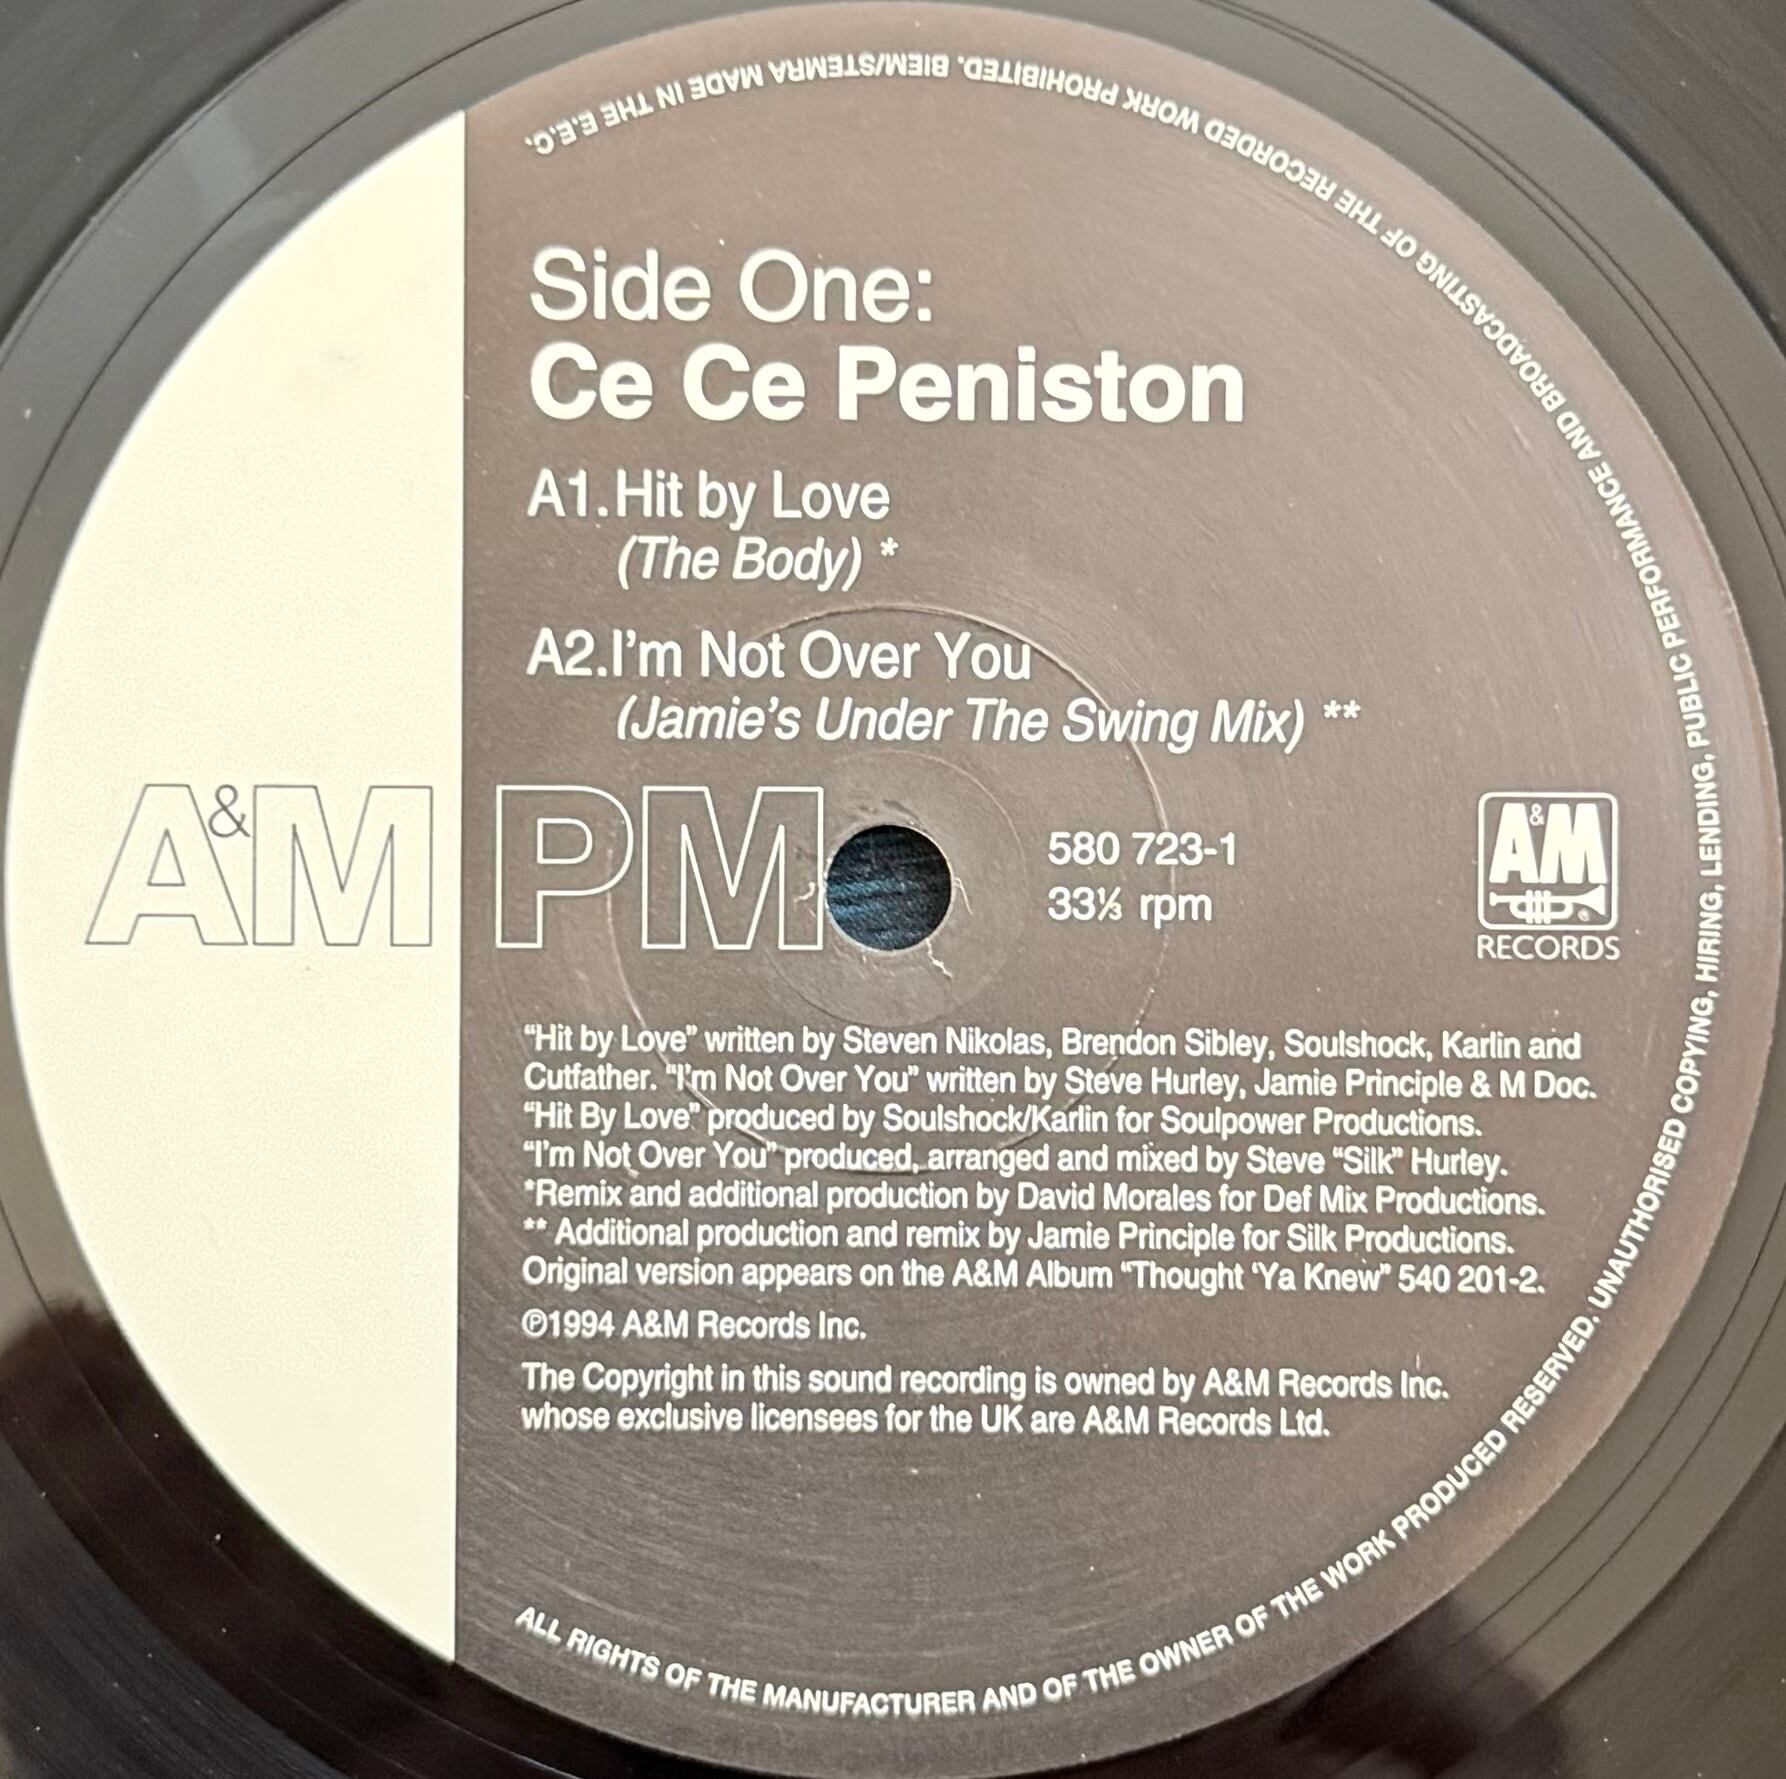 Side One:
Ce Ce Peniston
A1. Hit by Love
(The Body) *
A2. I'm Not Over You
(Jamie's Under The Swing Mix) **
A&M PM
580 723-1
33⅓ rpm
A&M
RECORDS
“Hit by Love” written by Steven Nikolas, Brendon Sibley, Soulshock, Karlin and
Cutfather. “I'm Not Over You” written by Steve Hurley, Jamie Principle & M Doc.
“Hit By Love” produced by Soulshock/Karlin for Soulpower Productions.
“I'm Not Over You” produced, arranged and mixed by Steve “Silk” Hurley.
*Remix and additional production by David Morales for Def Mix Productions.
** Additional production and remix by Jamie Principle for Silk Productions.
Original version appears on the A&M Album “Thought ‘Ya Knew” 540 201-2.
℗1994 A&M Records Inc.
The Copyright in this sound recording is owned by A&M Records Inc.
whose exclusive licensees for the UK are A&M Records Ltd.
ALL RIGHTS OF THE MANUFACTURER AND OF THE OWNER OF THE WORK PRODUCED RESERVED. UNAUTHORISED COPYING, HIRING, LENDING, PUBLIC PERFORMANCE AND BROADCASTING OF THE RECORDED WORK PROHIBITED. BIEM/STEMRA MADE IN THE E.E.C.